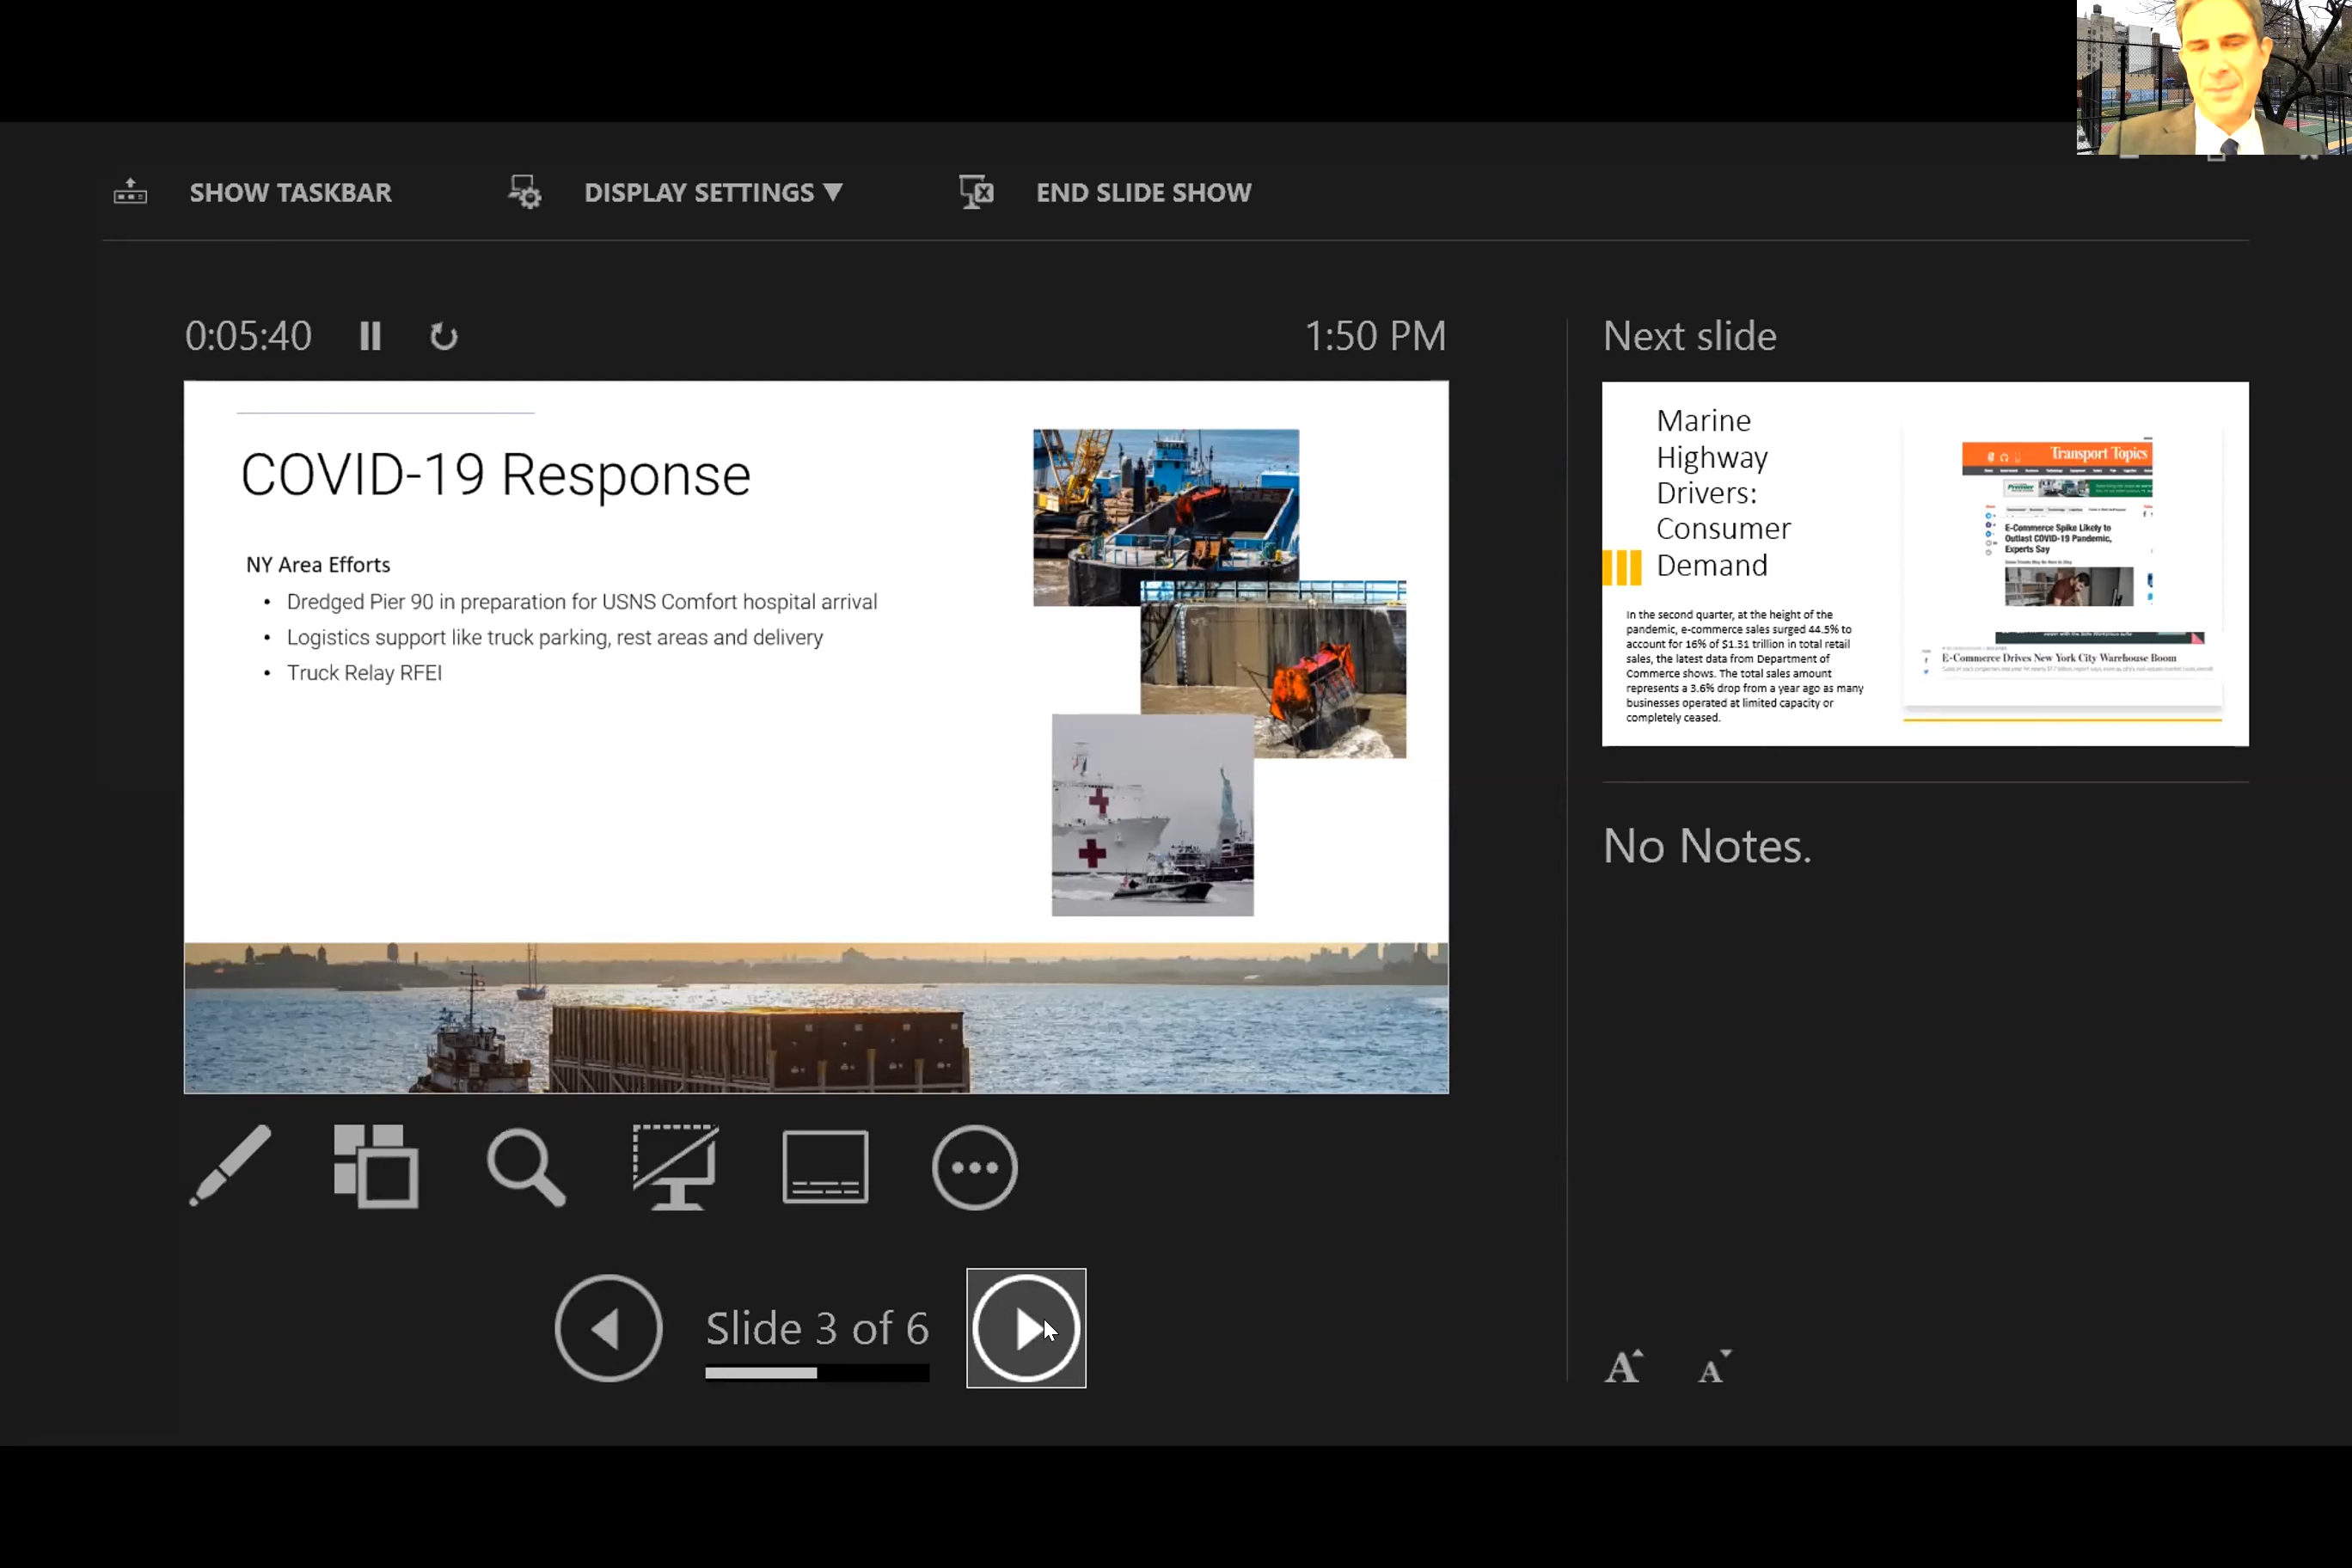 SHOW TASKBAR
DISPLAY SETTINGS ▼
END SLIDE SHOW
0:05:40
1:50 PM
COVID-19 Response
NY Area Efforts
• Dredged Pier 90 in preparation for USNS Comfort hospital arrival
• Logistics support like truck parking, rest areas and delivery
• Truck Relay RFEI
Slide 3 of 6
Next slide
Marine
Highway
Drivers:
Consumer
Demand
In the second quarter, at the height of the
pandemic, e-commerce sales surged 44.5% to
account for 16% of $1.31 trillion in total retail
sales, the latest data from Department of
Commerce shows. The total sales amount
represents a 3.6% drop from a year ago as many
businesses operated at limited capacity or
completely ceased.
Transport Topics
Premier
E-Commerce Spike Likely to
Outlast COVID-19 Pandemic,
Experts Say
E-Commerce Drives New York City Warehouse Boom
No Notes.
A A